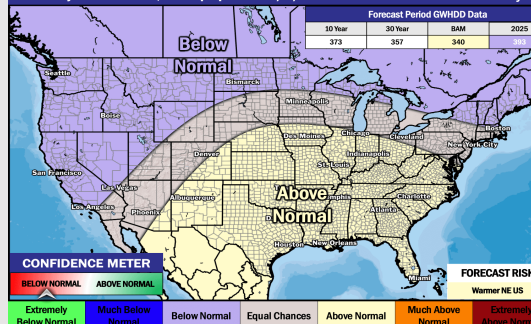 Forecast Period GWHDD Data
10 Year 30 Year BAM 2025
373 357 340 393
Below
Normal
Seattle
Bismarck
Minneapolis
Boise
Boston
Chicago
Cleveland
Des Moines
New York City
Denver
Indianapolis
St. Louis
San Francisco
Las Vegas
Above
Normal
Memphis
Charlotte
Los Angeles
Albuquerque
Phoenix
Atlanta
Houston
New Orleans
Miami
CONFIDENCE METER
BELOW NORMAL ABOVE NORMAL
FORECAST RISK
Warmer NE US
Extremely
Below Normal
Much Below
Normal
Below Normal
Equal Chances
Above Normal
Much Above
Normal